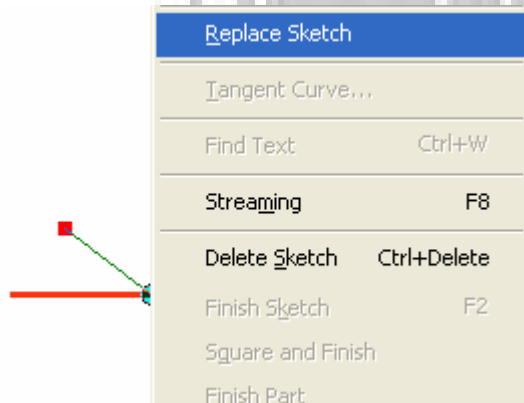 Replace Sketch
Tangent Curve...
Find Text Ctrl+W
Streaming F8
Delete Sketch Ctrl+Delete
Finish Sketch F2
Square and Finish
Finish Part